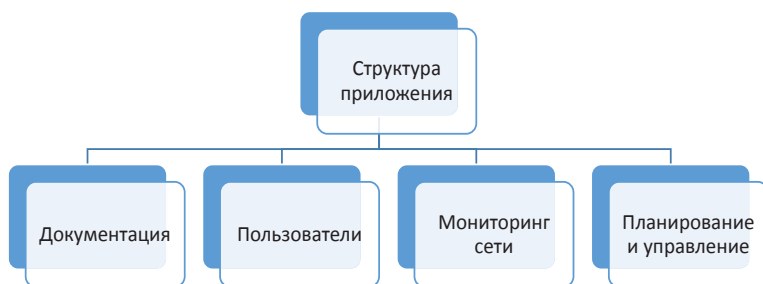 Структура
приложения
Документация
Пользователи
Мониторинг
сети
Планирование
и управление